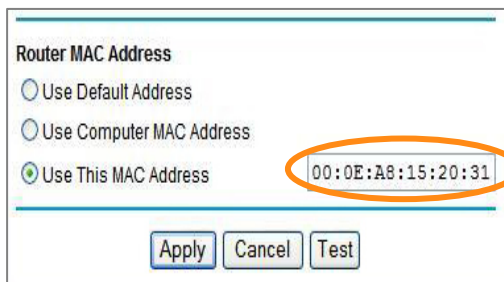 Router MAC Address
Use Default Address
Use Computer MAC Address
Use This MAC Address 00:0E:A8:15:20:31
Apply Cancel Test